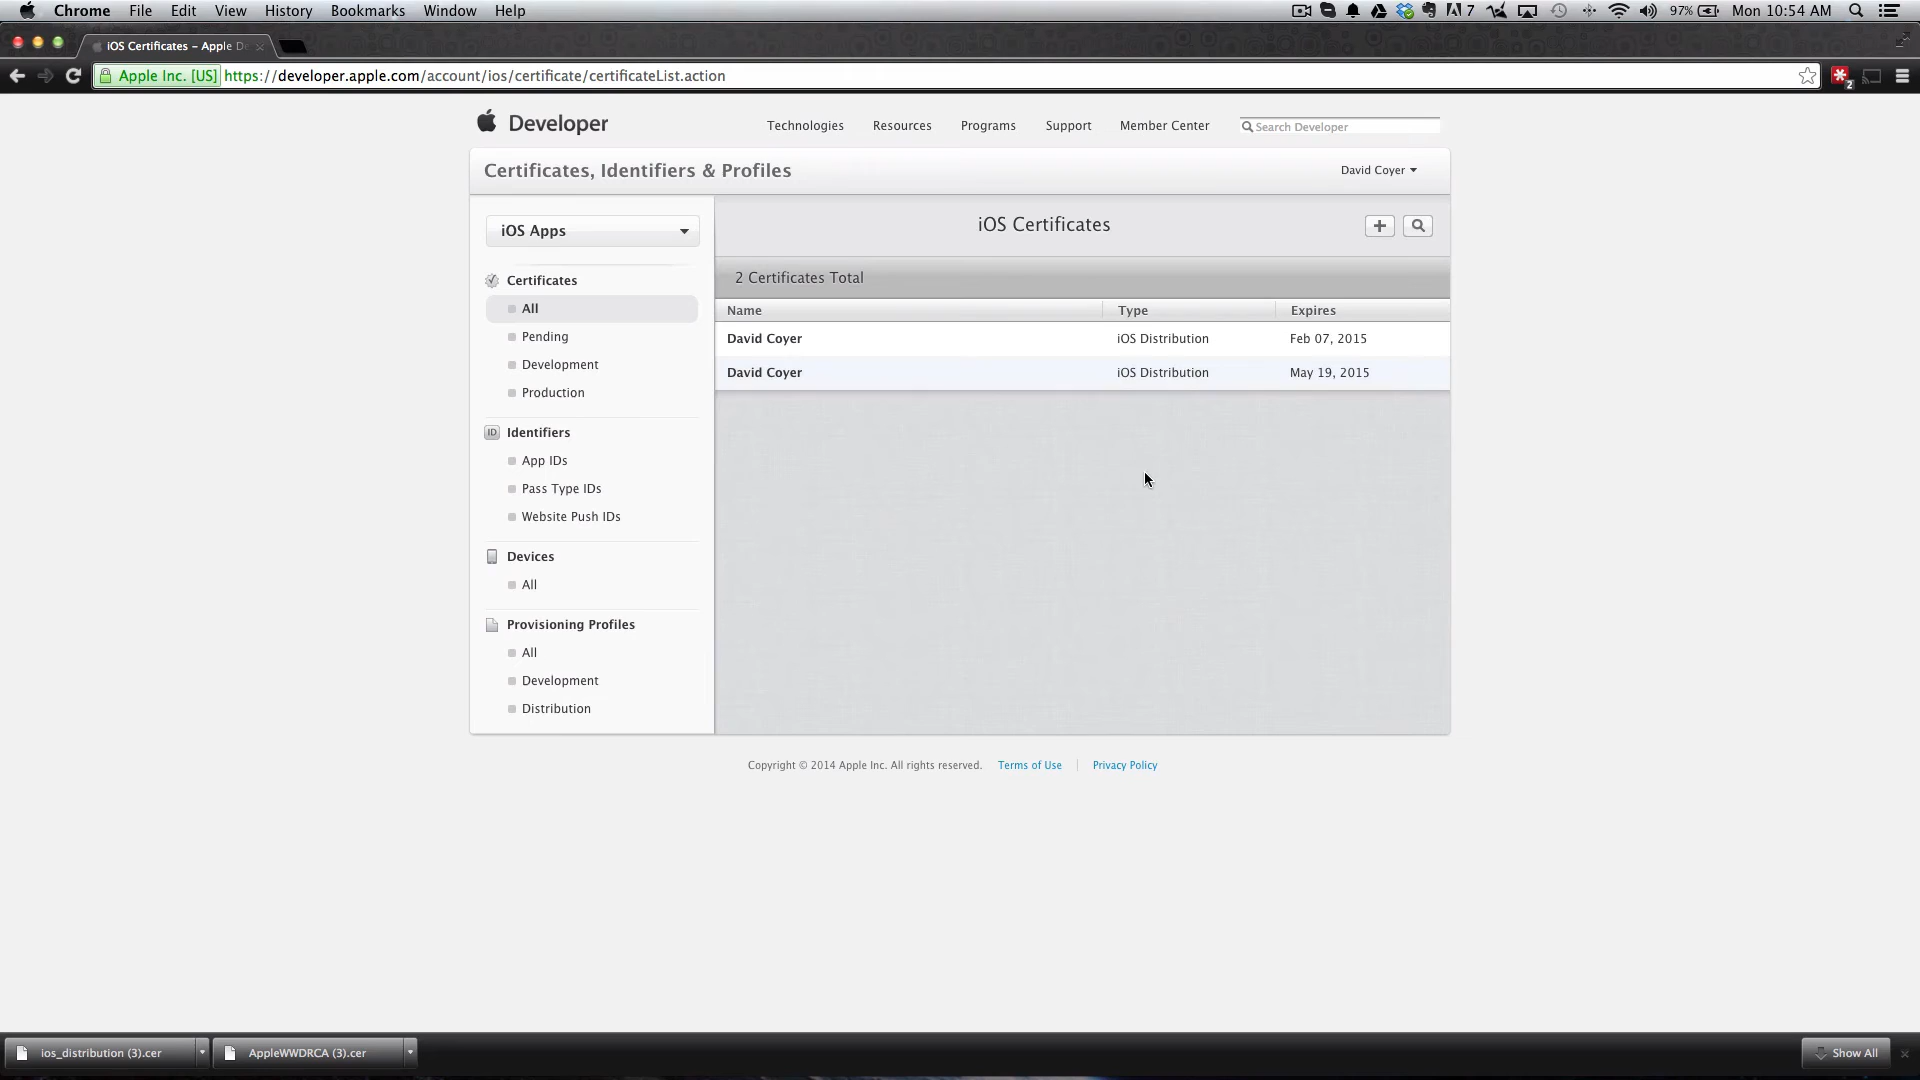 Chrome File Edit View History Bookmarks Window Help 7 97% Mon 10:54 AM
iOS Certificates – Apple De
Apple Inc. [US] https://developer.apple.com/account/ios/certificate/certificateList.action 2
Developer Technologies Resources Programs Support Member Center Search Developer
Certificates, Identifiers & Profiles David Coyer
iOS Apps
Certificates
All
Pending
Development
Production
ID Identifiers
App IDs
Pass Type IDs
Website Push IDs
Devices
All
Provisioning Profiles
All
Development
Distribution
iOS Certificates
2 Certificates Total
Name Type Expires
David Coyer iOS Distribution Feb 07, 2015
David Coyer iOS Distribution May 19, 2015
Copyright © 2014 Apple Inc. All rights reserved. Terms of Use Privacy Policy
ios_distribution (3).cer AppleWWDRCA (3).cer Show All